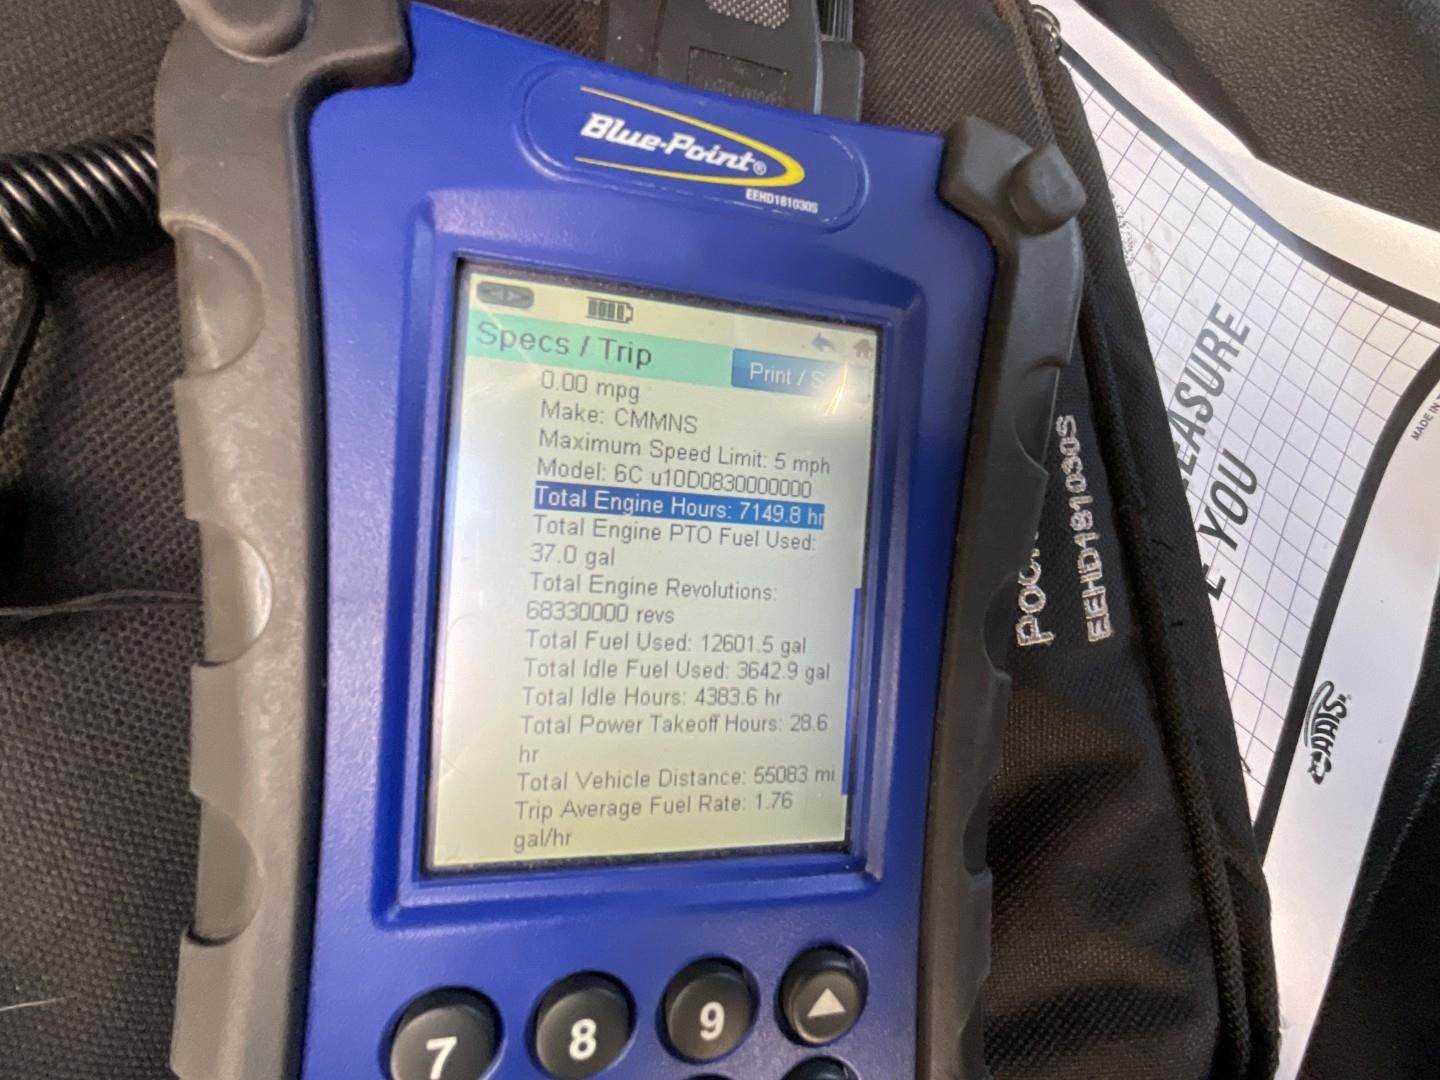 Blue-Point®
EEHD181030S
Specs / Trip
Print / S
0.00 mpg
Make: CMMNS
Maximum Speed Limit: 5 mph
Model: 6C u10D0830000000
Total Engine Hours: 7149.8 hr
Total Engine PTO Fuel Used:
37.0 gal
Total Engine Revolutions:
68330000 revs
Total Fuel Used: 12601.5 gal
Total Idle Fuel Used: 3642.9 gal
Total Idle Hours: 4383.6 hr
Total Power Takeoff Hours: 28.6
hr
Total Vehicle Distance: 55083 mi
Trip Average Fuel Rate: 1.76
gal/hr
7
8
9
EEHD181030S
EASURE
YOU
MADE IN